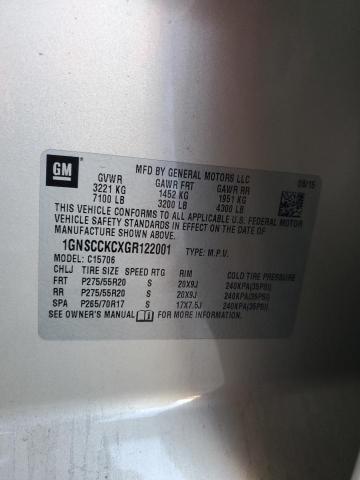 GM
MFD BY GENERAL MOTORS LLC 08/15
GVWR GAWR FRT GAWR RR
3221 KG 1452 KG 1951 KG
7100 LB 3200 LB 4300 LB
THIS VEHICLE CONFORMS TO ALL APPLICABLE U.S. FEDERAL MOTOR
VEHICLE SAFETY STANDARDS IN EFFECT ON THE DATE OF
MANUFACTURE SHOWN ABOVE.
1GNSCCKCXGR122001 TYPE: M.P.V.
MODEL: C15706
CHLJ TIRE SIZE SPEED RTG RIM COLD TIRE PRESSURE
FRT P275/55R20 S 20X9J 240KPA(35PSI)
RR P275/55R20 S 20X9J 240KPA(35PSI)
SPA P265/70R17 S 17X7.5J 240KPA(35PSI)
SEE OWNER'S MANUAL FOR MORE INFORMATION